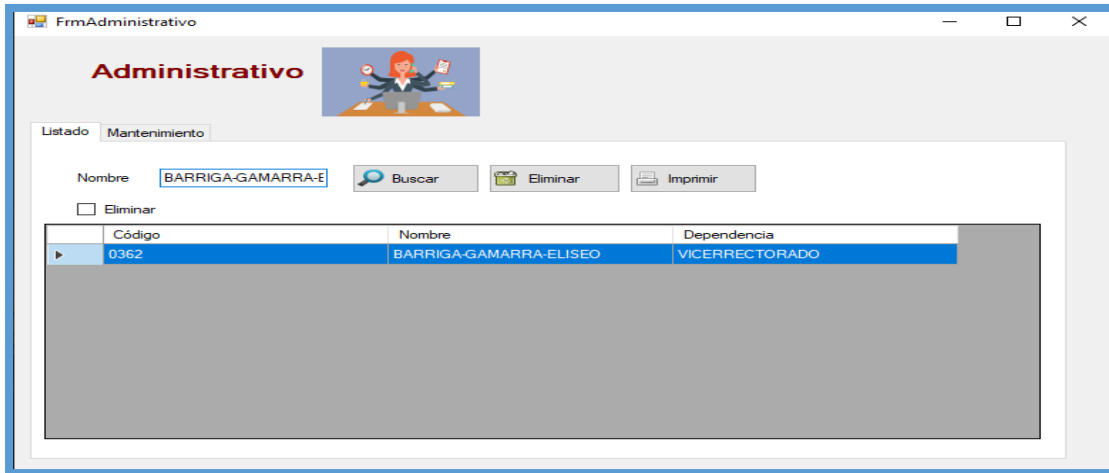 FrmAdministrativo
Administrativo
Listado Mantenimiento
Nombre BARRIGA-GAMARRA-E Buscar Eliminar Imprimir
Eliminar
Código Nombre Dependencia
0362 BARRIGA-GAMARRA-ELISEO VICERRECTORADO